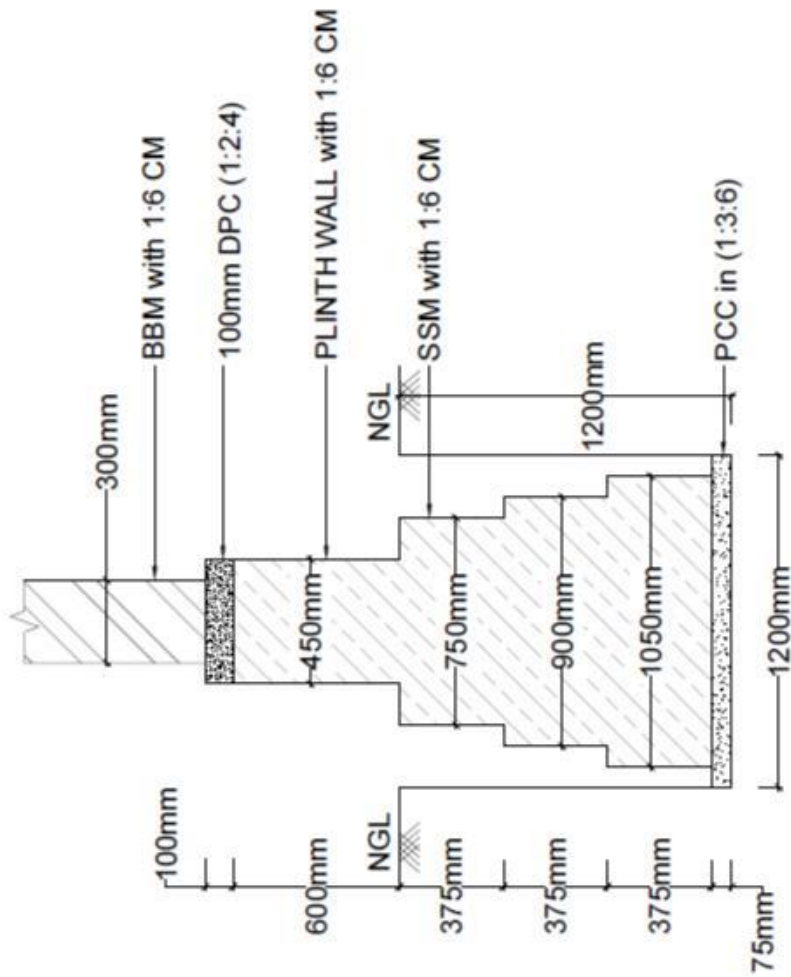 300mm
BBM with 1:6 CM
100mm DPC (1:2:4)
PLINTH WALL with 1:6 CM
SSM with 1:6 CM
PCC in (1:3:6)
NGL
1200mm
450mm
750mm
900mm
1050mm
1200mm
NGL
100mm
600mm
375mm
375mm
375mm
75mm